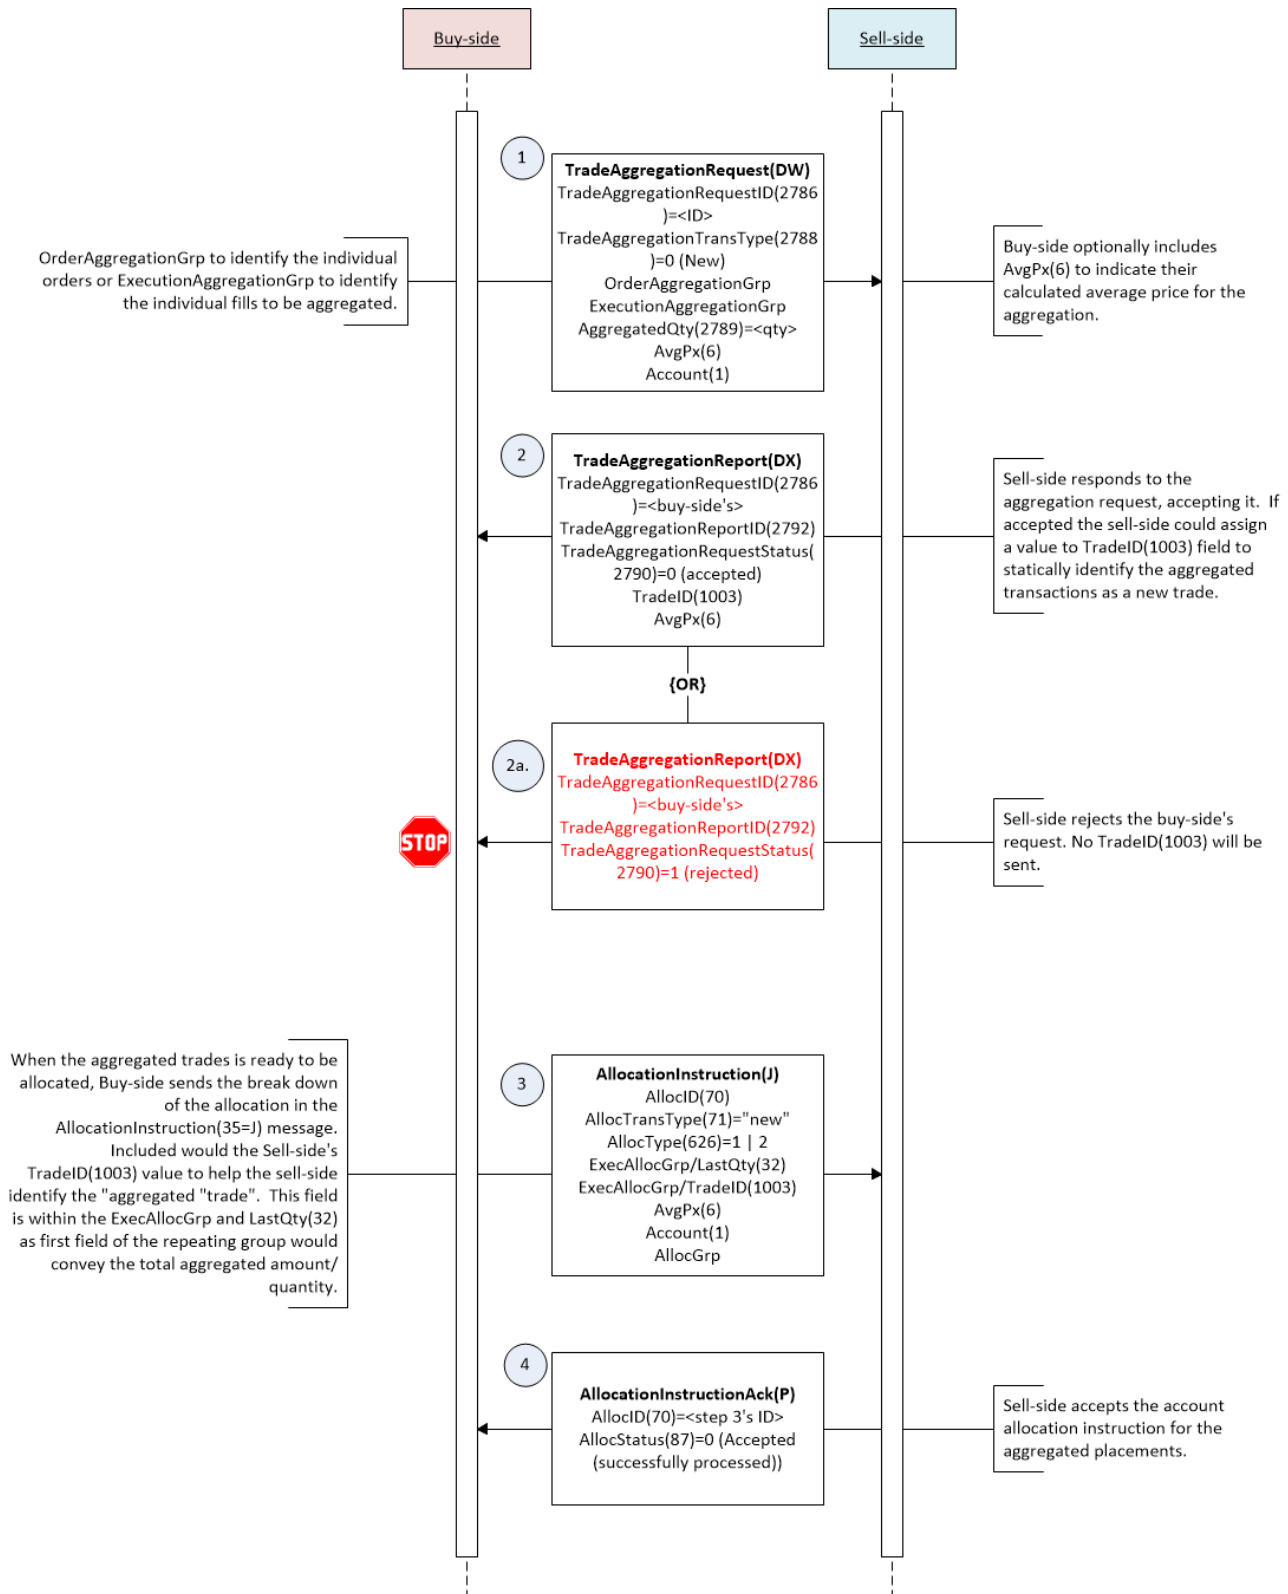 Buy-side
Sell-side
1
TradeAggregationRequest(DW)
TradeAggregationRequestID(2786
)=<ID>
TradeAggregationTransType(2788
)=0 (New)
OrderAggregationGrp
ExecutionAggregationGrp
AggregatedQty(2789)=<qty>
AvgPx(6)
Account(1)
OrderAggregationGrp to identify the individual
orders or ExecutionAggregationGrp to identify
the individual fills to be aggregated.
Buy-side optionally includes
AvgPx(6) to indicate their
calculated average price for the
aggregation.
2
TradeAggregationReport(DX)
TradeAggregationRequestID(2786
)=<buy-side's>
TradeAggregationReportID(2792)
TradeAggregationRequestStatus(
2790)=0 (accepted)
TradeID(1003)
AvgPx(6)
Sell-side responds to the
aggregation request, accepting it.  If
accepted the sell-side could assign
a value to TradeID(1003) field to
statically identify the aggregated
transactions as a new trade.
{OR}
2a.
TradeAggregationReport(DX)
TradeAggregationRequestID(2786
)=<buy-side's>
TradeAggregationReportID(2792)
TradeAggregationRequestStatus(
2790)=1 (rejected)
STOP
Sell-side rejects the buy-side's
request. No TradeID(1003) will be
sent.
When the aggregated trades is ready to be
allocated, Buy-side sends the break down
of the allocation in the
AllocationInstruction(35=J) message.
Included would the Sell-side's
TradeID(1003) value to help the sell-side
identify the "aggregated "trade".  This field
is within the ExecAllocGrp and LastQty(32)
as first field of the repeating group would
convey the total aggregated amount/
quantity.
3
AllocationInstruction(J)
AllocID(70)
AllocTransType(71)="new"
AllocType(626)=1 | 2
ExecAllocGrp/LastQty(32)
ExecAllocGrp/TradeID(1003)
AvgPx(6)
Account(1)
AllocGrp
4
AllocationInstructionAck(P)
AllocID(70)=<step 3's ID>
AllocStatus(87)=0 (Accepted
(successfully processed))
Sell-side accepts the account
allocation instruction for the
aggregated placements.